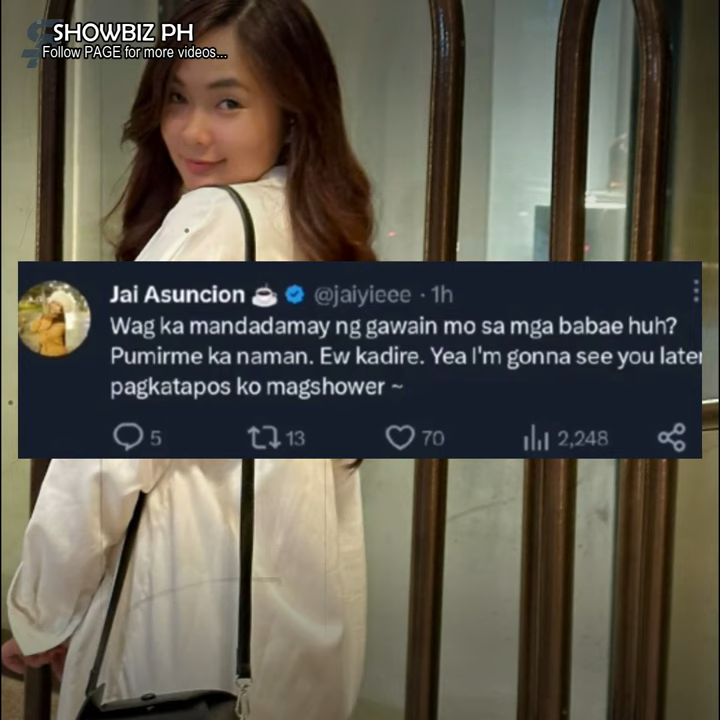 SHOWBIZ PH
Follow PAGE for more videos...
Jai Asuncion ☕ @jaiyieee · 1h
Wag ka mandadamay ng gawain mo sa mga babae huh?
Pumirme ka naman. Ew kadire. Yea I'm gonna see you later
pagkatapos ko magshower ~
5 13 70 2,248